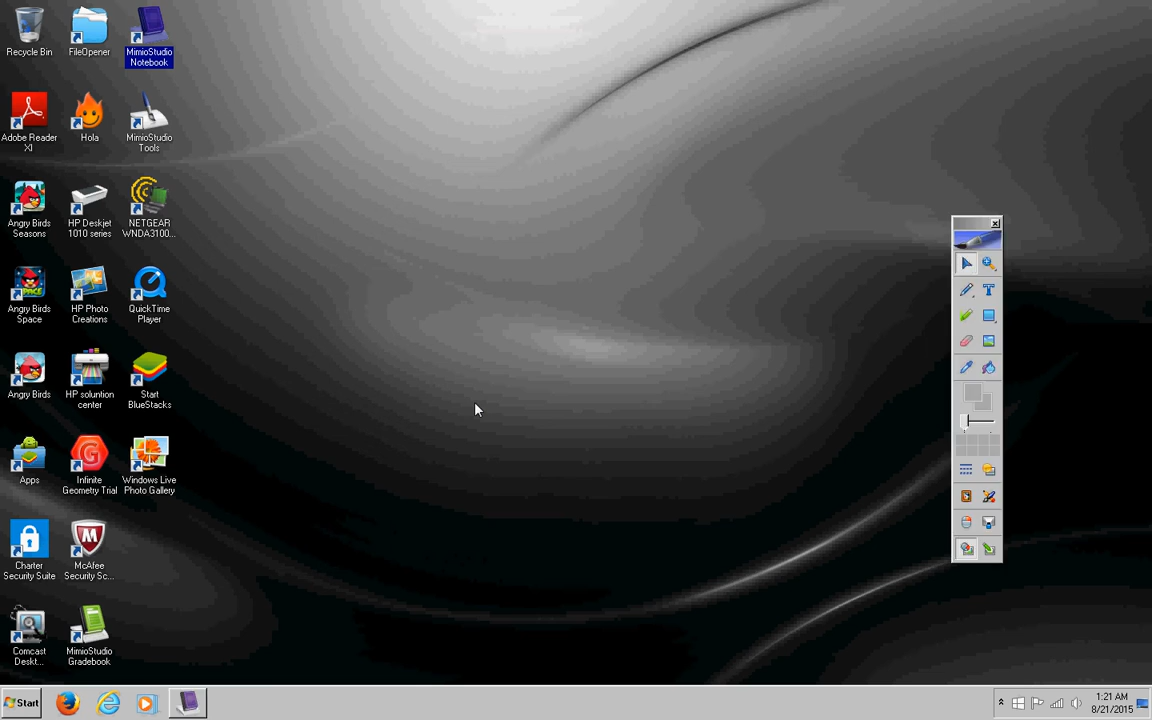 Recycle Bin
FileOpener
MimioStudio
Notebook
Adobe Reader
XI
Hola
MimioStudio
Tools
Angry Birds
Seasons
HP Deskjet
1010 series
NETGEAR
WNDA3100...
Angry Birds
Space
HP Photo
Creations
QuickTime
Player
Angry Birds
HP soluntion
center
Start
BlueStacks
Apps
Infinite
Geometry Trial
Windows Live
Photo Gallery
Charter
Security Suite
McAfee
Security Sc...
Comcast
Deskt...
MimioStudio
Gradebook
Start
1:21 AM
8/21/2015